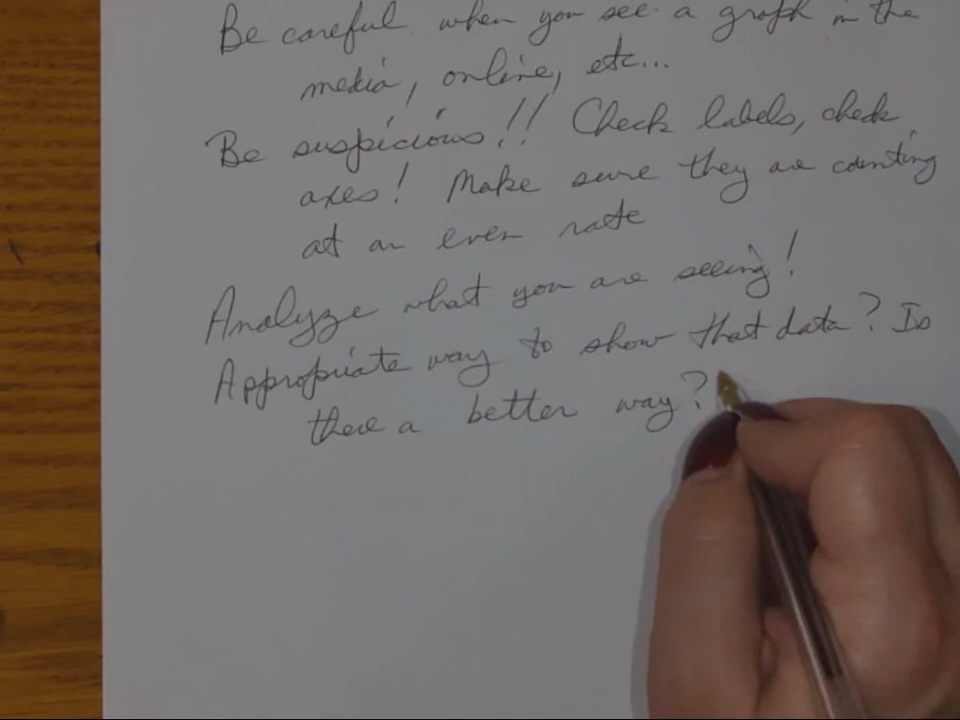 Be careful when you see a graph in the
media, online, etc...
Be suspicious!! Check labels, check
axes! Make sure they are counting
at an even rate
Analyze what you are seeing!
Appropriate way to show that data? Is
there a better way?